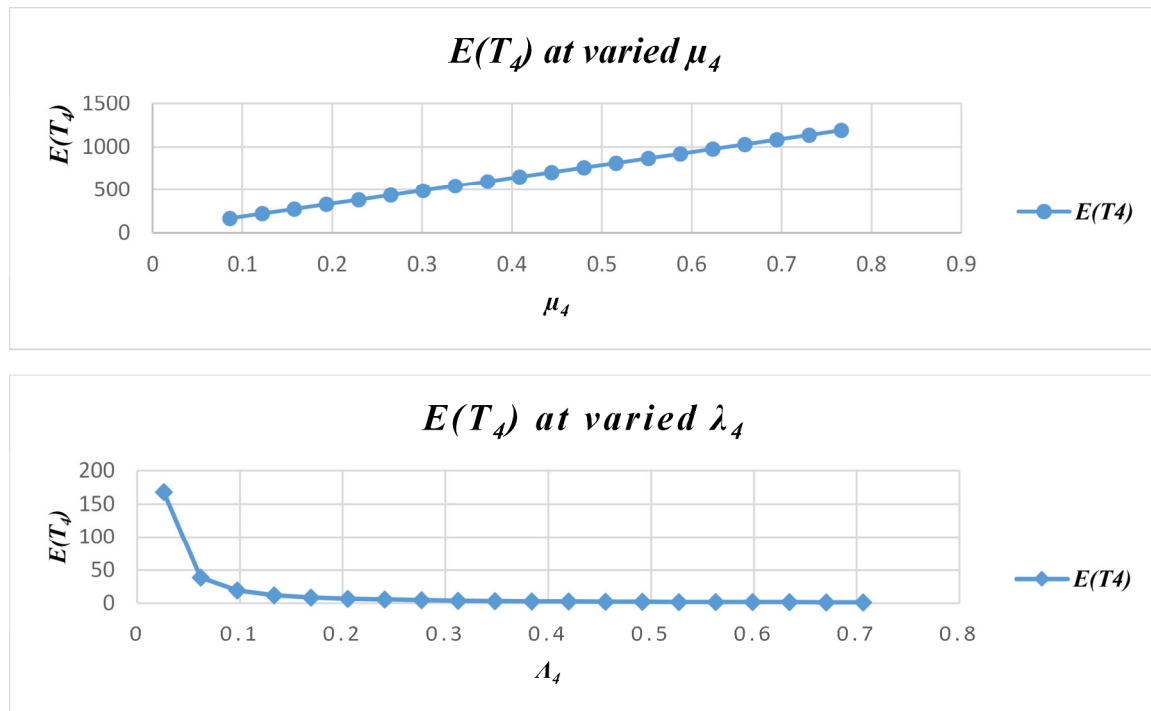 E(T₄) at varied μ₄
E(T₄)
1500
1000
500
0
0 0.1 0.2 0.3 0.4 0.5 0.6 0.7 0.8 0.9
μ₄
E(T4)
E(T₄) at varied λ₄
E(T₄)
200
150
100
50
0
0 0.1 0.2 0.3 0.4 0.5 0.6 0.7 0.8
Λ₄
E(T4)